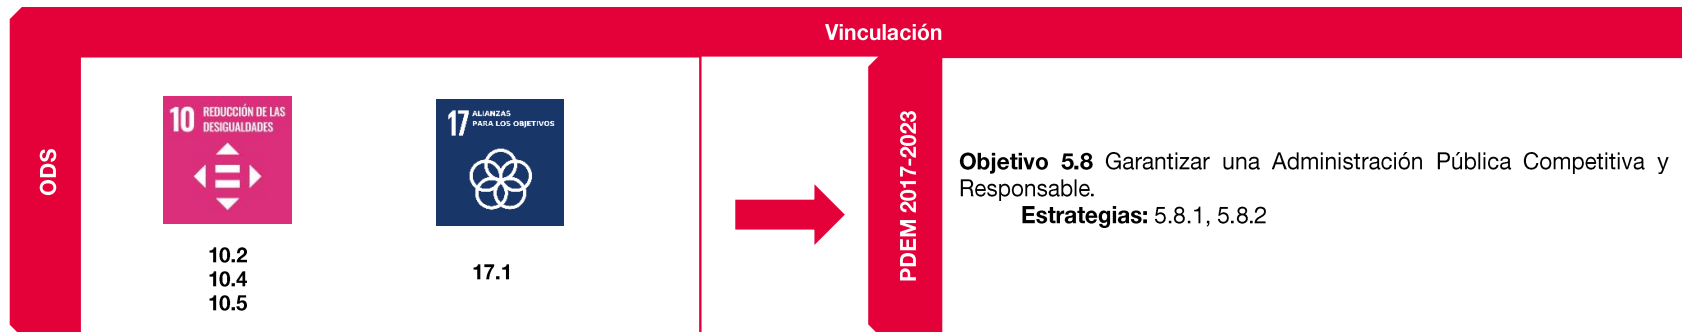 Vinculación
ODS
10 REDUCCIÓN DE LAS
DESIGUALDADES
10.2
10.4
10.5
17 ALIANZAS
PARA LOS OBJETIVOS
17.1
PDEM 2017-2023
Objetivo 5.8 Garantizar una Administración Pública Competitiva y
Responsable.
Estrategias: 5.8.1, 5.8.2